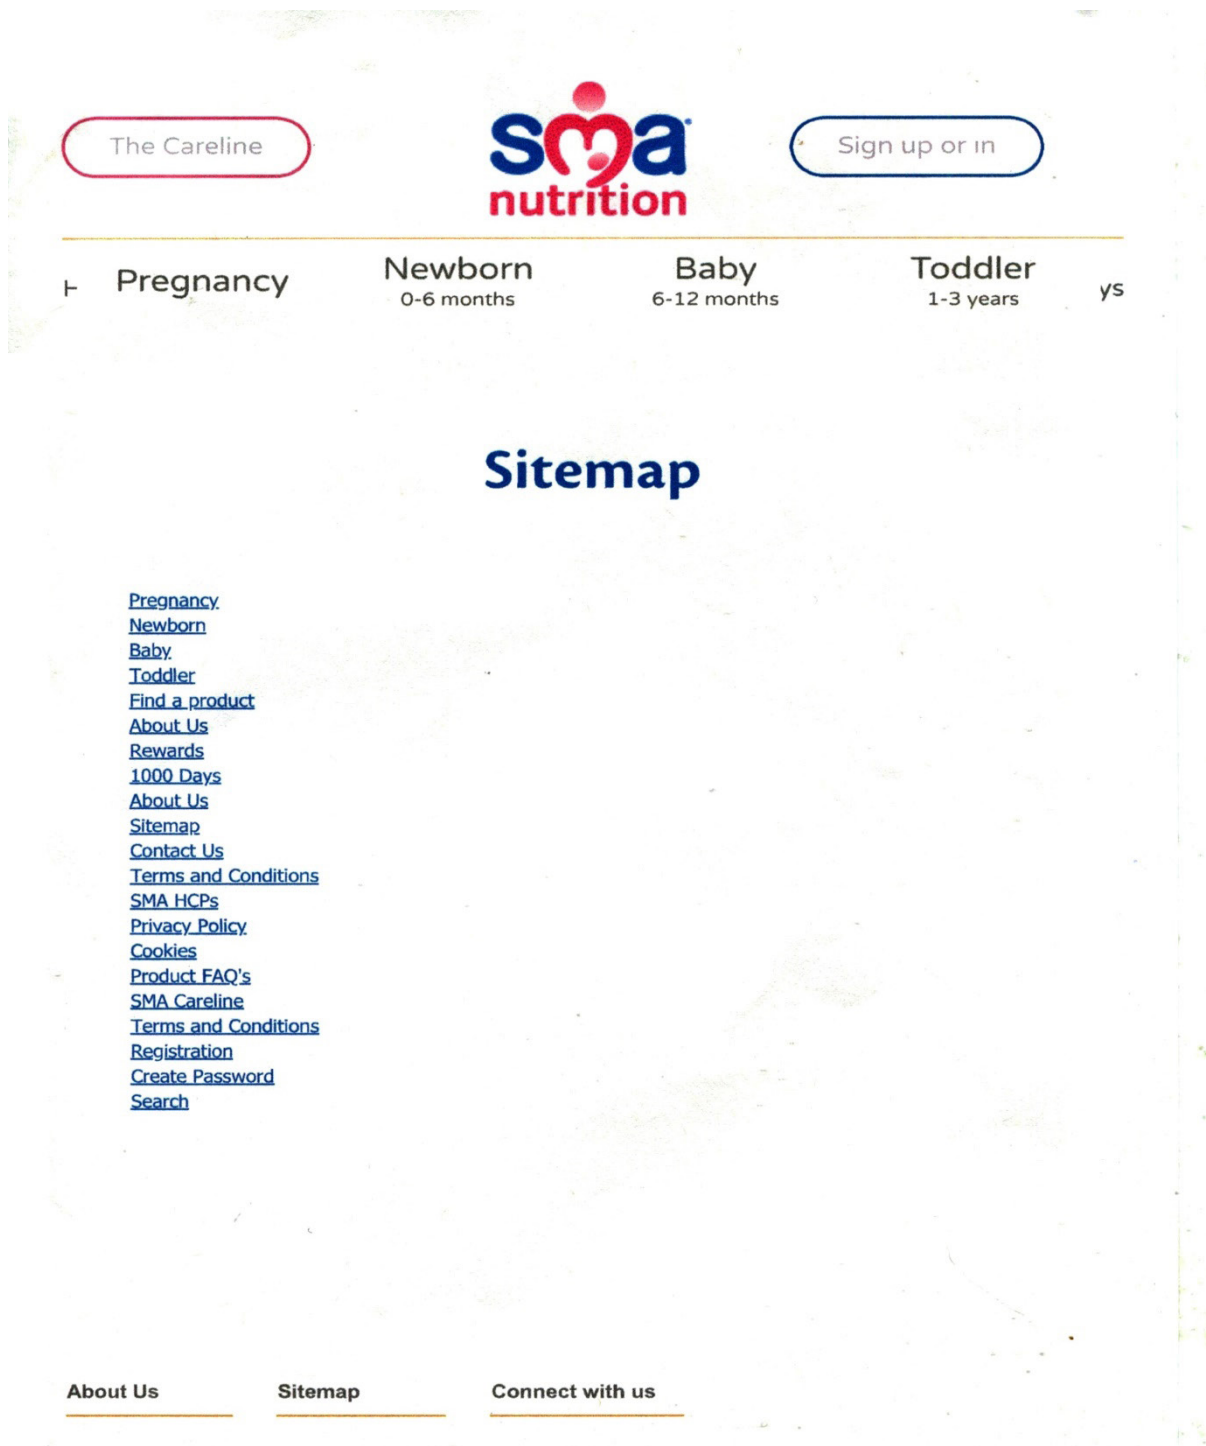 The Careline
sma
nutrition
Sign up or in
Pregnancy
Newborn
0-6 months
Baby
6-12 months
Toddler
1-3 years
ys
Sitemap
Pregnancy
Newborn
Baby
Toddler
Find a product
About Us
Rewards
1000 Days
About Us
Sitemap
Contact Us
Terms and Conditions
SMA HCPs
Privacy Policy
Cookies
Product FAQ's
SMA Careline
Terms and Conditions
Registration
Create Password
Search
About Us
Sitemap
Connect with us